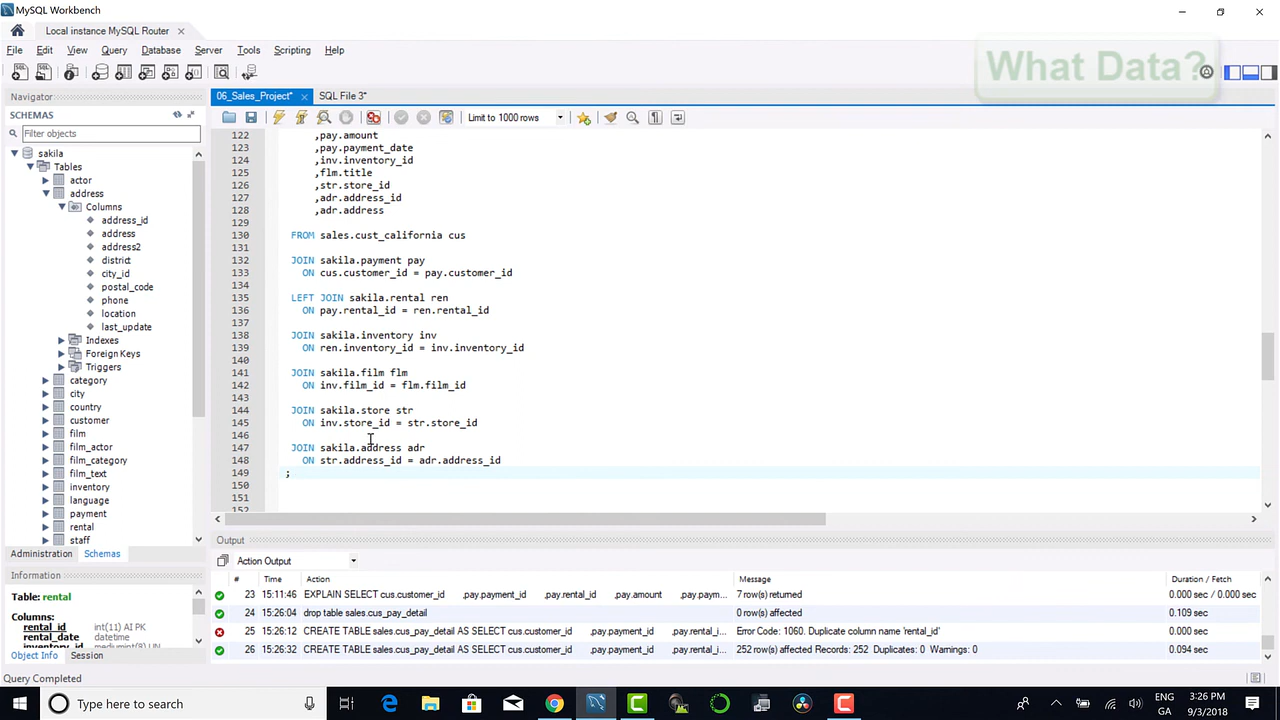 MySQL Workbench
Local instance MySQL Router
File Edit View Query Database Server Tools Scripting Help
What Data?
Navigator
06_Sales_Project*
SQL File 3*
SCHEMAS
Limit to 1000 rows
Filter objects
sakila
Tables
actor
address
Columns
address_id
address
address2
district
city_id
postal_code
phone
location
last_update
Indexes
Foreign Keys
Triggers
category
city
country
customer
film
film_actor
film_category
film_text
inventory
language
payment
rental
staff
Administration Schemas
Information
Table: rental
Columns:
rental_id int(11) AI PK
rental_date datetime
inventory_id mediumint(8) UN
Object Info Session
122 ,pay.amount
123 ,pay.payment_date
124 ,inv.inventory_id
125 ,flm.title
126 ,str.store_id
127 ,adr.address_id
128 ,adr.address
129
130 FROM sales.cust_california cus
131
132 JOIN sakila.payment pay
133 ON cus.customer_id = pay.customer_id
134
135 LEFT JOIN sakila.rental ren
136 ON pay.rental_id = ren.rental_id
137
138 JOIN sakila.inventory inv
139 ON ren.inventory_id = inv.inventory_id
140
141 JOIN sakila.film flm
142 ON inv.film_id = flm.film_id
143
144 JOIN sakila.store str
145 ON inv.store_id = str.store_id
146
147 JOIN sakila.address adr
148 ON str.address_id = adr.address_id
149 ;
150
151
152
Output
Action Output
# Time Action Message Duration / Fetch
23 15:11:46 EXPLAIN SELECT cus.customer_id ,pay.payment_id ,pay.rental_id ,pay.amount ,pay.paym... 7 row(s) returned 0.000 sec / 0.000 sec
24 15:26:04 drop table sales.cus_pay_detail 0 row(s) affected 0.109 sec
25 15:26:12 CREATE TABLE sales.cus_pay_detail AS SELECT cus.customer_id ,pay.payment_id ,pay.rental_i... Error Code: 1060. Duplicate column name 'rental_id' 0.000 sec
26 15:26:32 CREATE TABLE sales.cus_pay_detail AS SELECT cus.customer_id ,pay.payment_id ,pay.rental_i... 252 row(s) affected Records: 252 Duplicates: 0 Warnings: 0 0.094 sec
Query Completed
Type here to search
ENG
GA
3:26 PM
9/3/2018